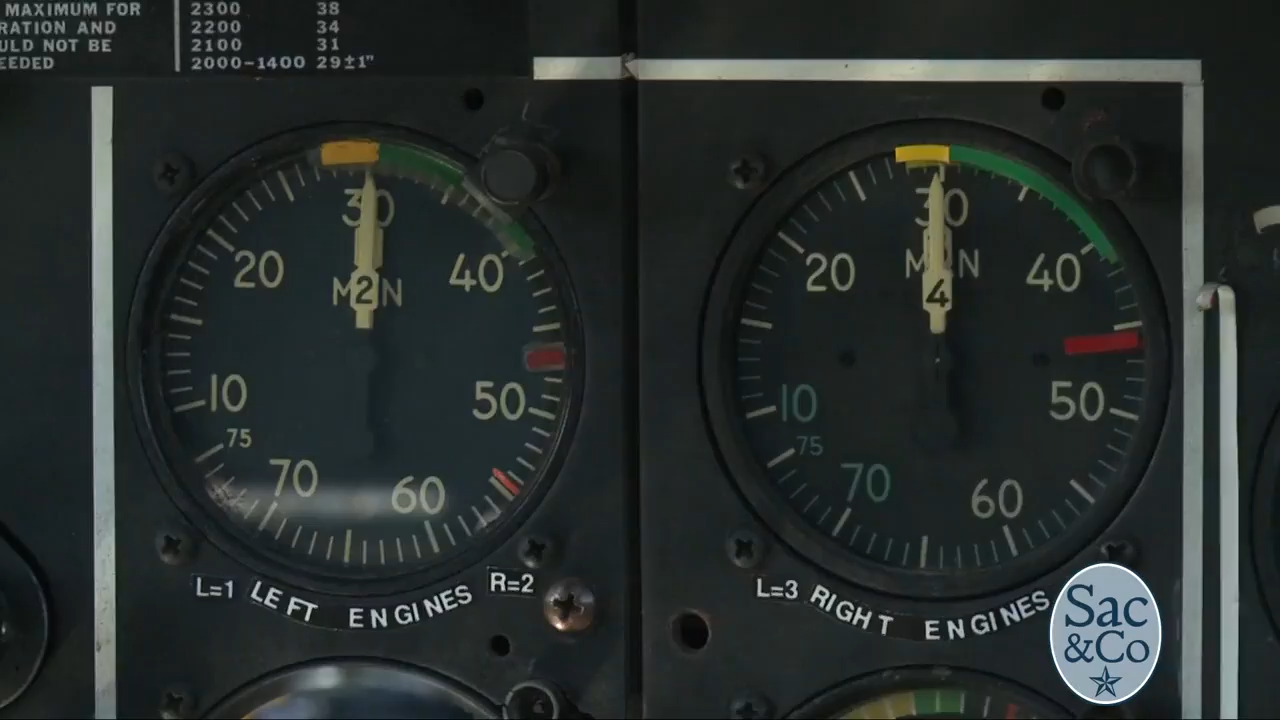 MAXIMUM FOR 2300 38
RATION AND 2200 34
ULD NOT BE 2100 31
EEDED 2000-1400 29±1"
30
20
40
M2N
10
50
75
70
60
L=1 LEFT ENGINES R=2
30
20
40
M N
4
10
50
75
70
60
L=3 RIGHT ENGINES
Sac
&Co